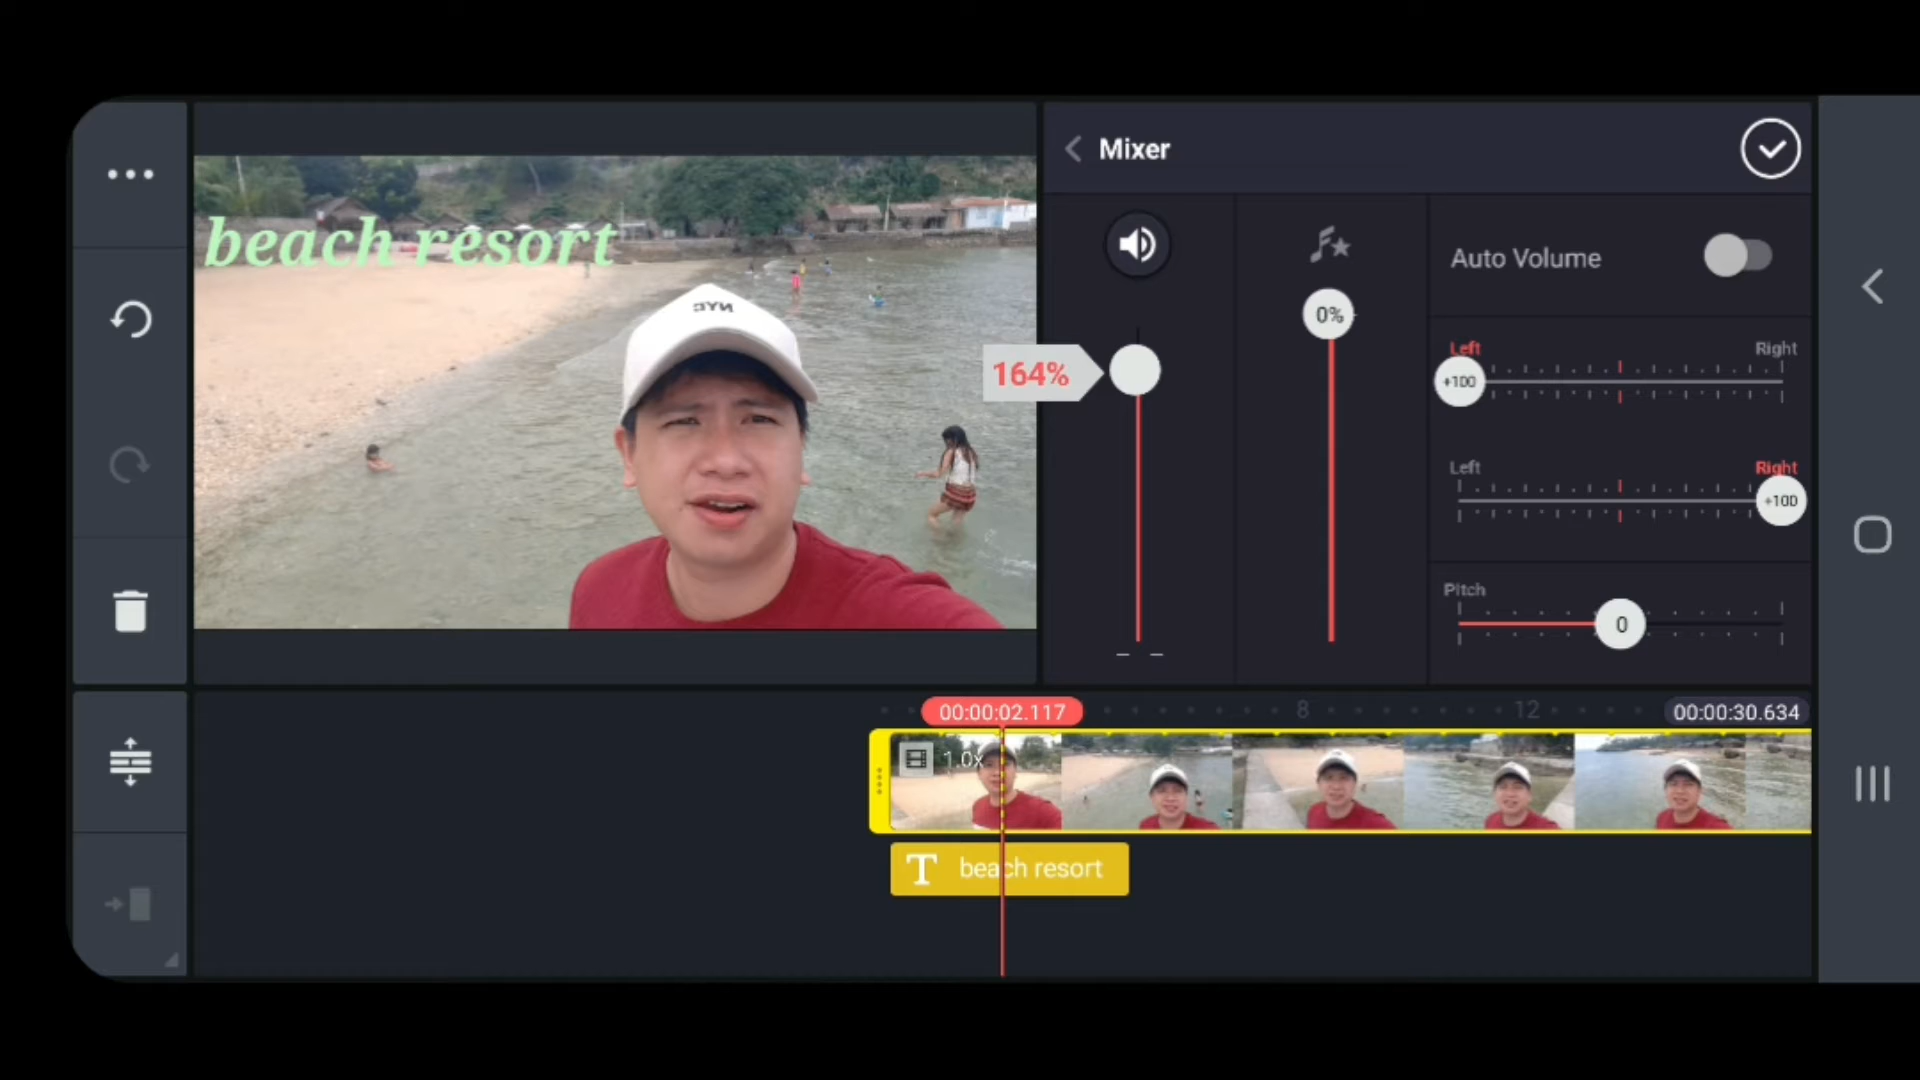 Mixer
beach resort
NYC
164%
0%
Auto Volume
Left
Right
+100
Left
Right
+100
Pitch
0
00:00:02.117
8
12
00:00:30.634
1.0x
T beach resort